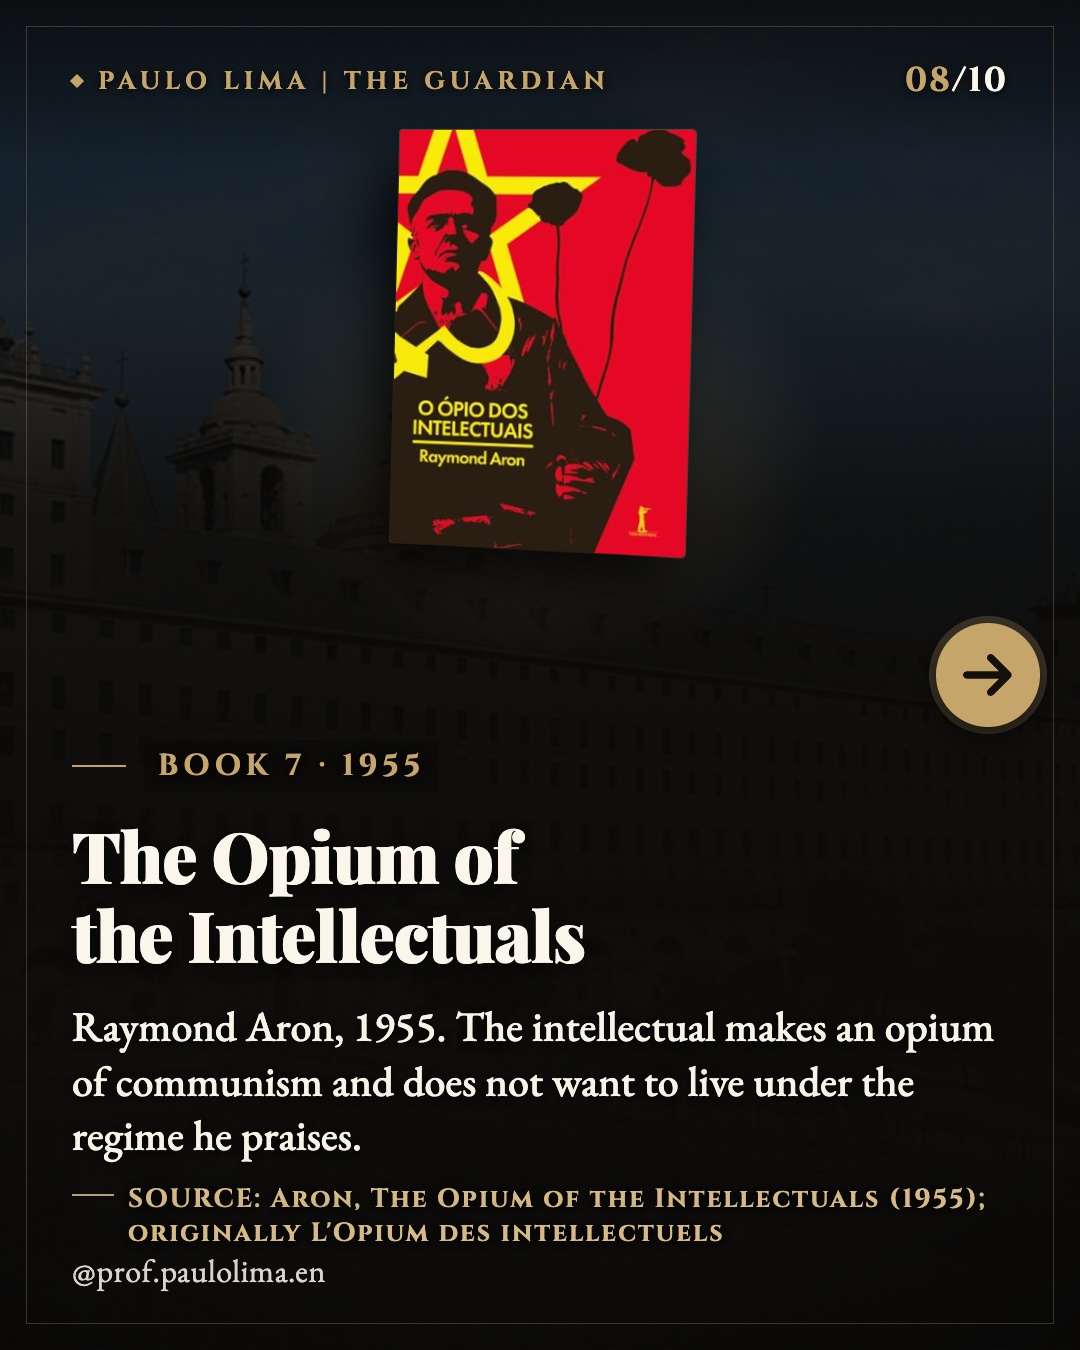 PAULO LIMA | THE GUARDIAN
08/10
O ÓPIO DOS
INTELECTUAIS
Raymond Aron
BOOK 7 · 1955
The Opium of
the Intellectuals
Raymond Aron, 1955. The intellectual makes an opium
of communism and does not want to live under the
regime he praises.
SOURCE: ARON, THE OPIUM OF THE INTELLECTUALS (1955);
ORIGINALLY L'OPIUM DES INTELLECTUELS
@prof.paulolima.en